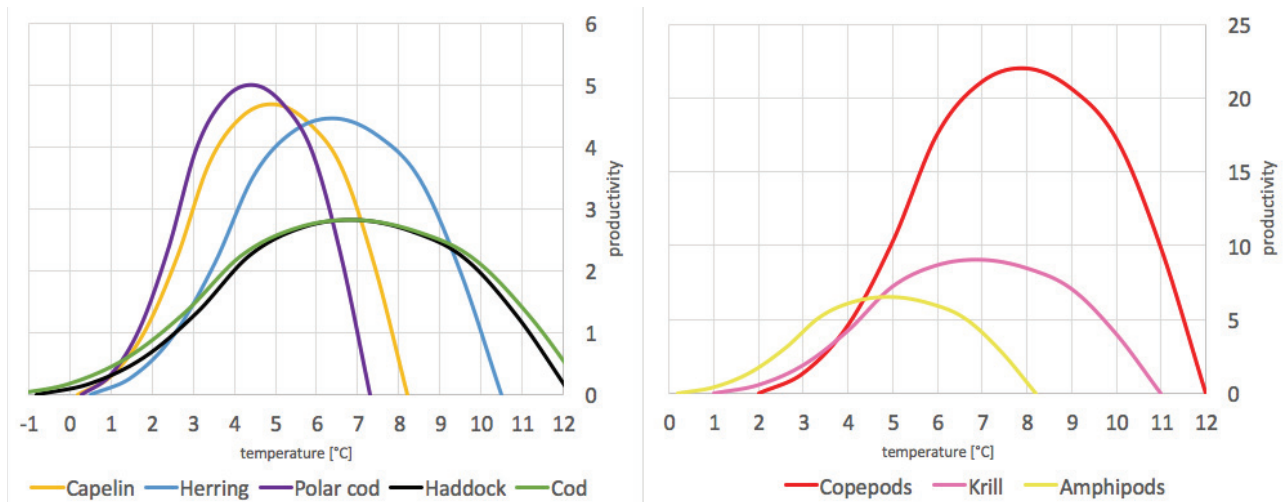 6
5
4
3
2
1
0
productivity
-1 0 1 2 3 4 5 6 7 8 9 10 11 12
temperature [°C]
Capelin Herring Polar cod Haddock Cod
25
20
15
10
5
0
productivity
0 1 2 3 4 5 6 7 8 9 10 11 12
temperature [°C]
Copepods Krill Amphipods